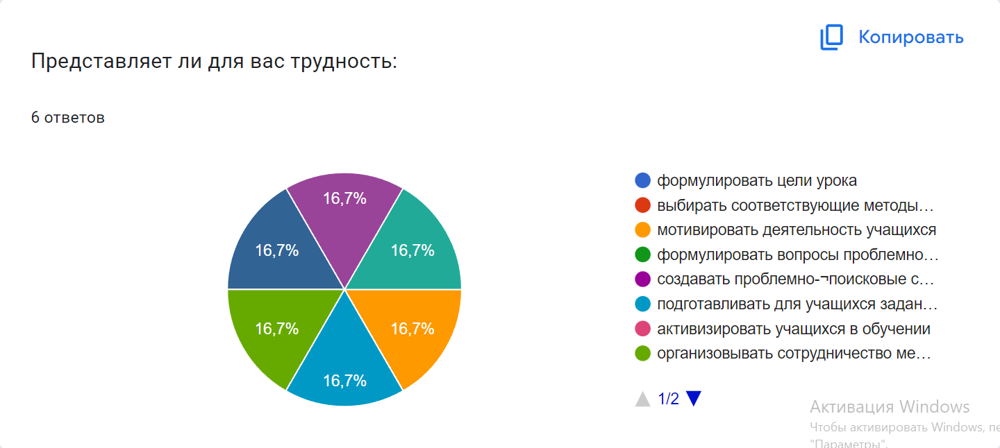 Копировать
Представляет ли для вас трудность:
6 ответов
16,7%
16,7%
16,7%
16,7%
16,7%
16,7%
формулировать цели урока
выбирать соответствующие методы…
мотивировать деятельность учащихся
формулировать вопросы проблемно…
создавать проблемно-¬поисковые с…
подготавливать для учащихся задан…
активизировать учащихся в обучении
организовывать сотрудничество ме…
1/2
Активация Windows
Чтобы активировать Windows, пе
"Параметры".